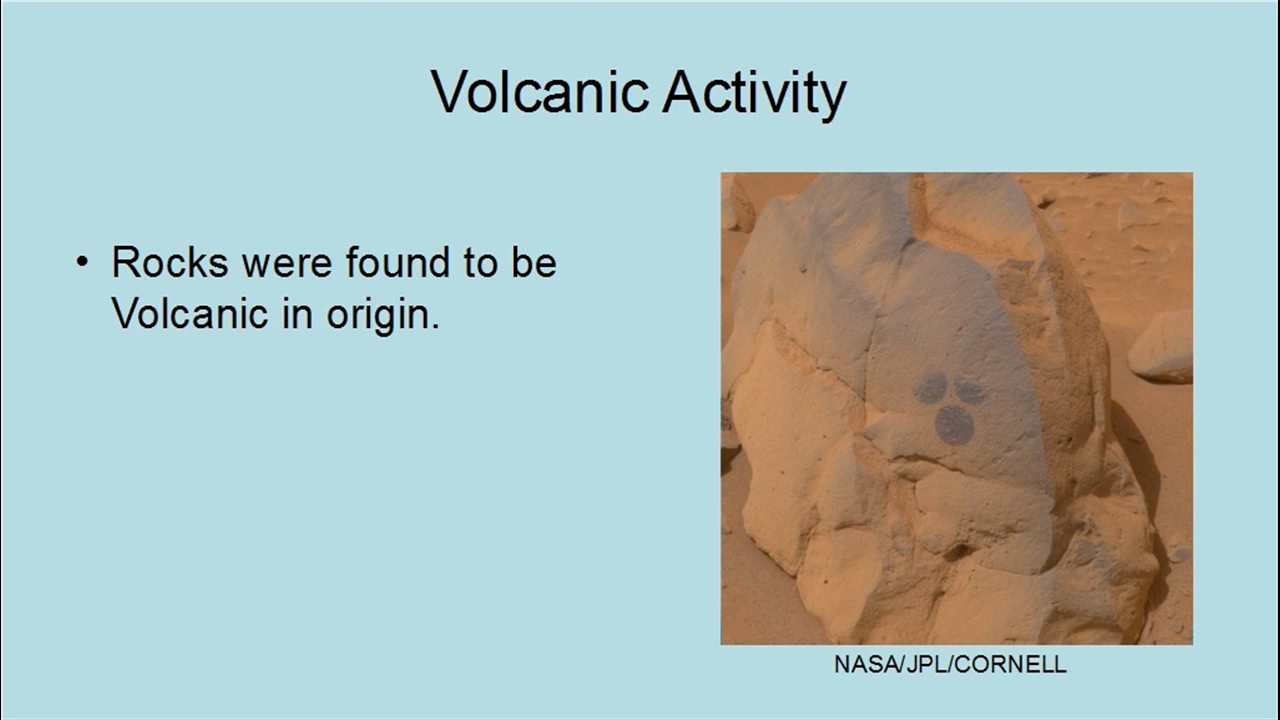 Volcanic Activity
• Rocks were found to be
Volcanic in origin.
NASA/JPL/CORNELL